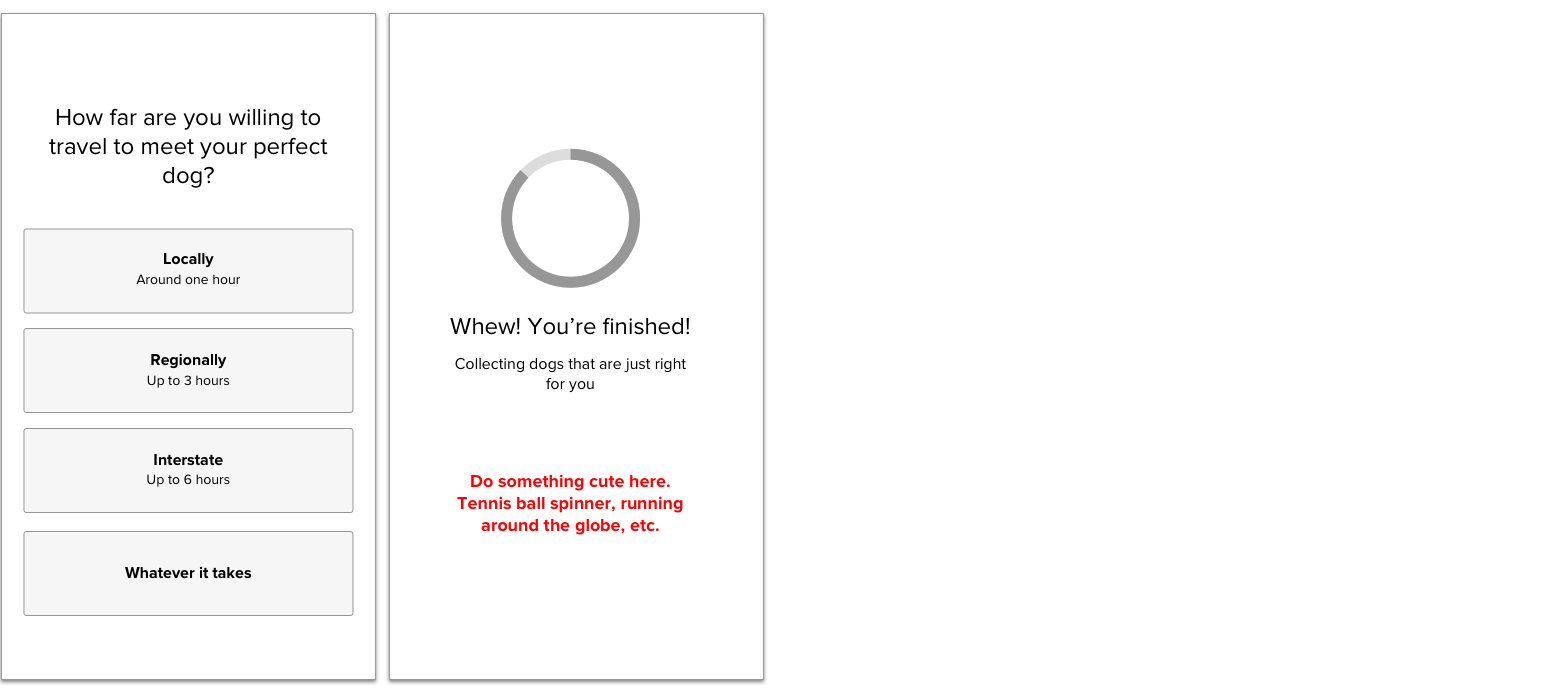 How far are you willing to
travel to meet your perfect
dog?
Locally
Around one hour
Regionally
Up to 3 hours
Interstate
Up to 6 hours
Whatever it takes
Whew! You’re finished!
Collecting dogs that are just right
for you
Do something cute here.
Tennis ball spinner, running
around the globe, etc.